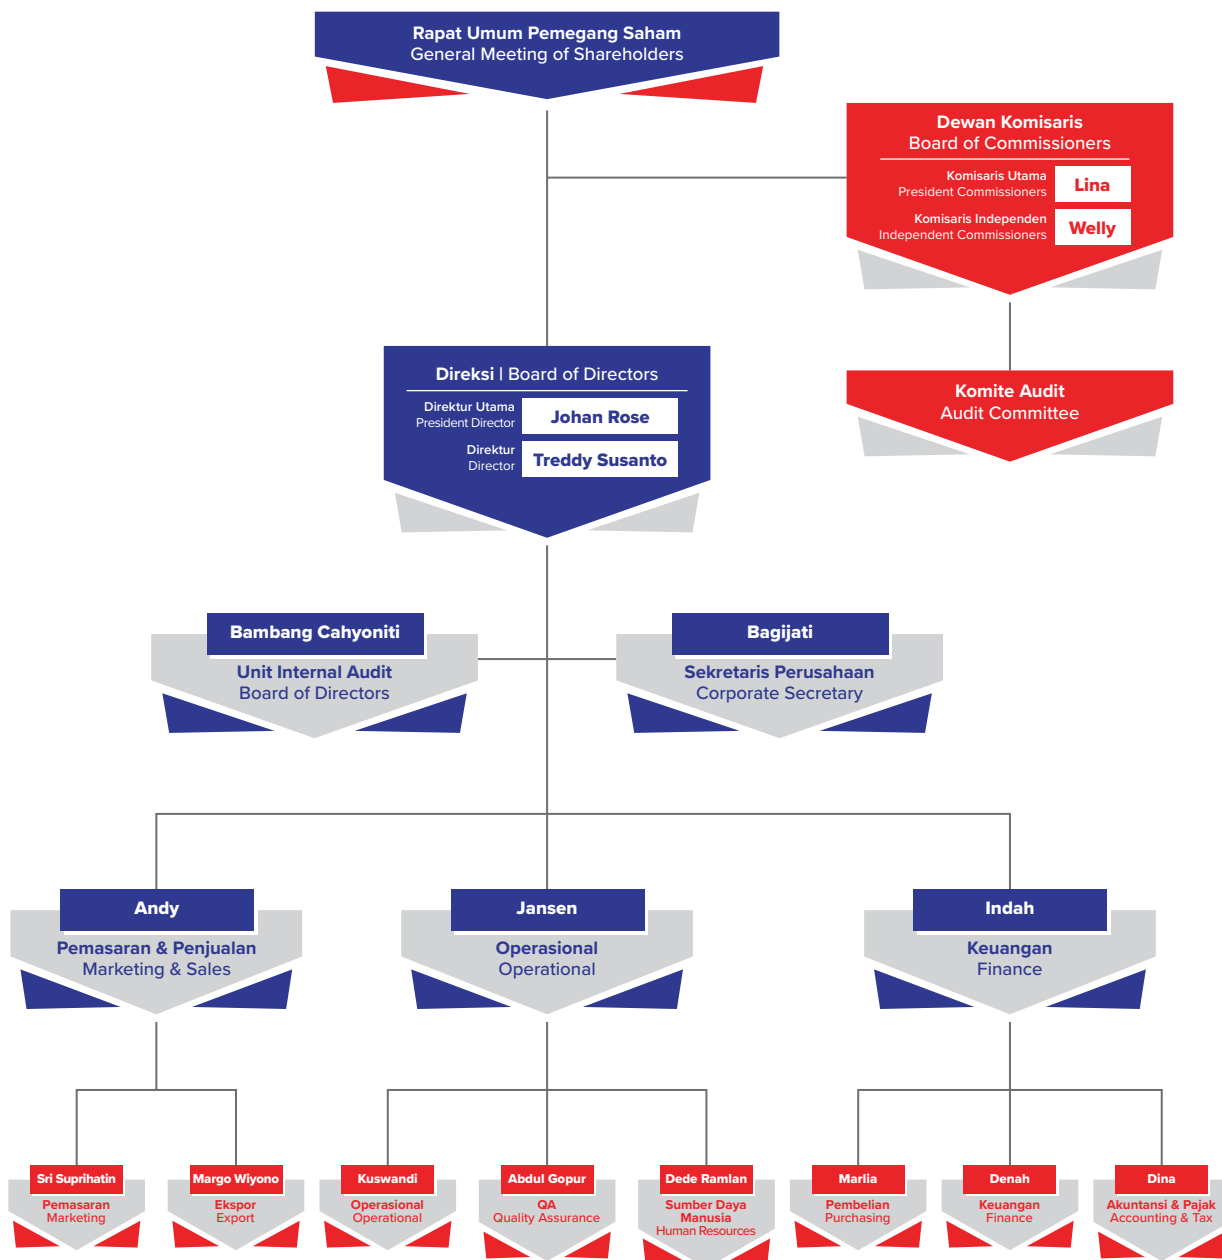 Rapat Umum Pemegang Saham
General Meeting of Shareholders
Dewan Komisaris
Board of Commissioners
Komisaris Utama
President Commissioners
Lina
Komisaris Independen
Independent Commissioners
Welly
Komite Audit
Audit Committee
Direksi | Board of Directors
Direktur Utama
President Director
Johan Rose
Direktur
Director
Treddy Susanto
Bambang Cahyoniti
Unit Internal Audit
Board of Directors
Bagijati
Sekretaris Perusahaan
Corporate Secretary
Andy
Pemasaran & Penjualan
Marketing & Sales
Jansen
Operasional
Operational
Indah
Keuangan
Finance
Sri Suprihatin
Pemasaran
Marketing
Margo Wiyono
Ekspor
Export
Kuswandi
Operasional
Operational
Abdul Gopur
QA
Quality Assurance
Dede Ramlan
Sumber Daya
Manusia
Human Resources
Marlia
Pembelian
Purchasing
Denah
Keuangan
Finance
Dina
Akuntansi & Pajak
Accounting & Tax